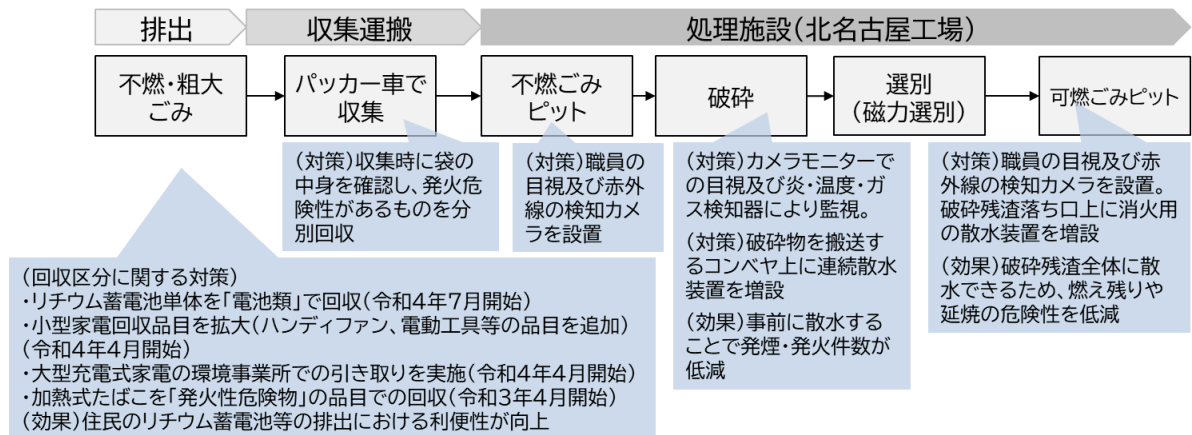 排出
収集運搬
処理施設(北名古屋工場)
不燃・粗大
ごみ
パッカー車で
収集
不燃ごみ
ピット
破砕
選別
(磁力選別)
可燃ごみピット
(対策)収集時に袋の
中身を確認し、発火危
険性があるものを分
別回収
(対策)職員の
目視及び赤外
線の検知カメ
ラを設置
(対策)カメラモニターで
の目視及び炎・温度・ガ
ス検知器により監視。
(対策)破砕物を搬送す
るコンベヤ上に連続散水
装置を増設
(効果)事前に散水する
ことで発煙・発火件数が
低減
(対策)職員の目視及び赤
外線の検知カメラを設置。
破砕残渣落ち口上に消火用
の散水装置を増設
(効果)破砕残渣全体に散
水できるため、燃え残りや
延焼の危険性を低減
(回収区分に関する対策)
・リチウム蓄電池単体を「電池類」で回収(令和4年7月開始)
・小型家電回収品目を拡大(ハンディファン、電動工具等の品目を追加)
(令和4年4月開始)
・大型充電式家電の環境事業所での引き取りを実施(令和4年4月開始)
・加熱式たばこを「発火性危険物」の品目での回収(令和3年4月開始)
(効果)住民のリチウム蓄電池等の排出における利便性が向上